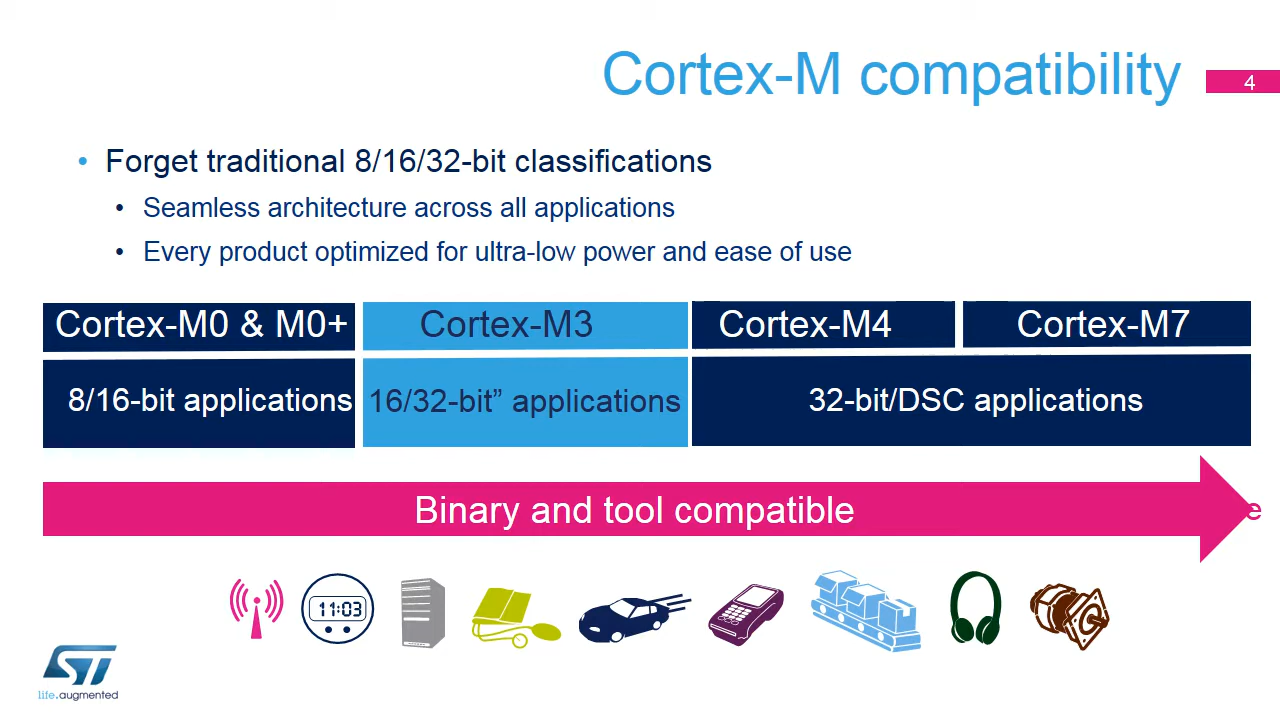 Cortex-M compatibility
4
• Forget traditional 8/16/32-bit classifications
• Seamless architecture across all applications
• Every product optimized for ultra-low power and ease of use
Cortex-M0 & M0+
Cortex-M3
Cortex-M4
Cortex-M7
8/16-bit applications
16/32-bit” applications
32-bit/DSC applications
Binary and tool compatible
e
11:03
ST
life.augmented